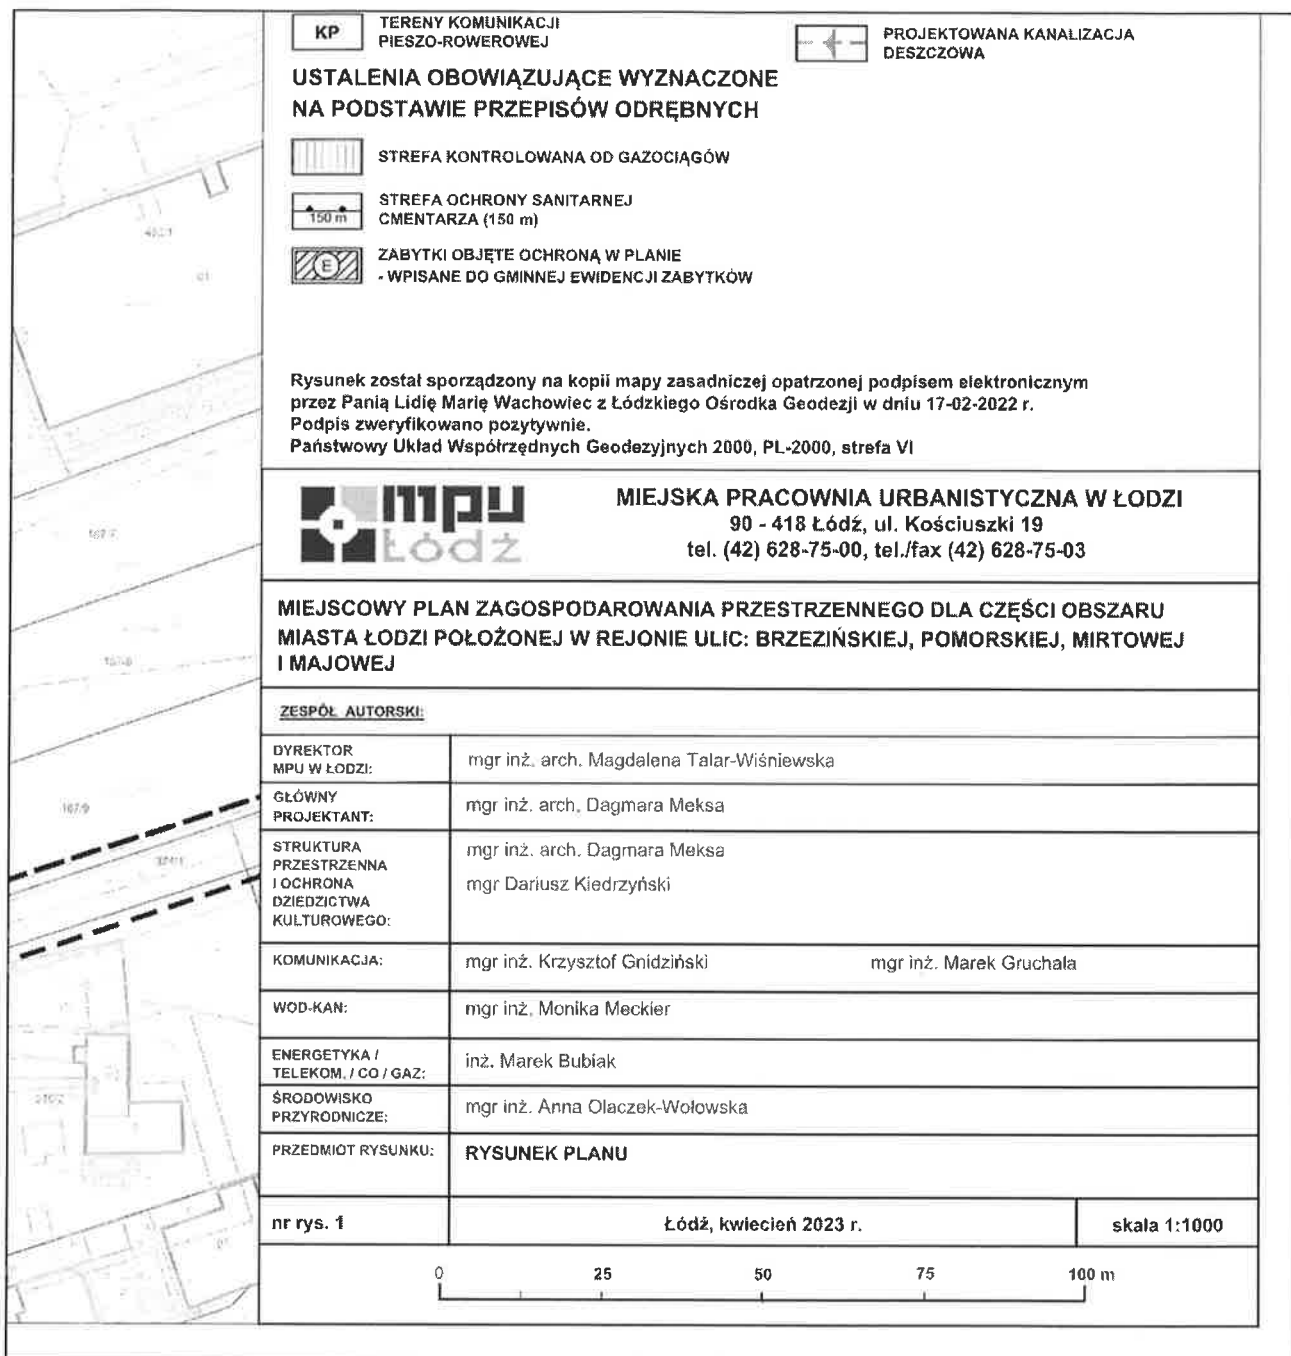 KP
TERENY KOMUNIKACJI
PIESZO-ROWEROWEJ
PROJEKTOWANA KANALIZACJA
DESZCZOWA
USTALENIA OBOWIĄZUJĄCE WYZNACZONE
NA PODSTAWIE PRZEPISÓW ODRĘBNYCH
STREFA KONTROLOWANA OD GAZOCIĄGÓW
150 m
STREFA OCHRONY SANITARNEJ
CMENTARZA (150 m)
E
ZABYTKI OBJĘTE OCHRONĄ W PLANIE
- WPISANE DO GMINNEJ EWIDENCJI ZABYTKÓW
Rysunek został sporządzony na kopii mapy zasadniczej opatrzonej podpisem elektronicznym
przez Panią Lidię Marię Wachowiec z Łódzkiego Ośrodka Geodezji w dniu 17-02-2022 r.
Podpis zweryfikowano pozytywnie.
Państwowy Układ Współrzędnych Geodezyjnych 2000, PL-2000, strefa VI
mpu
Łódź
MIEJSKA PRACOWNIA URBANISTYCZNA W ŁODZI
90 - 418 Łódź, ul. Kościuszki 19
tel. (42) 628-75-00, tel./fax (42) 628-75-03
MIEJSCOWY PLAN ZAGOSPODAROWANIA PRZESTRZENNEGO DLA CZĘŚCI OBSZARU
MIASTA ŁODZI POŁOŻONEJ W REJONIE ULIC: BRZEZIŃSKIEJ, POMORSKIEJ, MIRTOWEJ
I MAJOWEJ
ZESPÓŁ AUTORSKI:
DYREKTOR
MPU W ŁODZI:
mgr inż. arch. Magdalena Talar-Wiśniewska
GŁÓWNY
PROJEKTANT:
mgr inż. arch. Dagmara Meksa
STRUKTURA
PRZESTRZENNA
I OCHRONA
DZIEDZICTWA
KULTUROWEGO:
mgr inż. arch. Dagmara Meksa
mgr Dariusz Kiedrzyński
KOMUNIKACJA:
mgr inż. Krzysztof Gnidziński
mgr inż. Marek Gruchała
WOD-KAN:
mgr inż. Monika Meckier
ENERGETYKA /
TELEKOM. / CO / GAZ:
inż. Marek Bubiak
ŚRODOWISKO
PRZYRODNICZE:
mgr inż. Anna Olaczek-Wołowska
PRZEDMIOT RYSUNKU:
RYSUNEK PLANU
nr rys. 1
Łódź, kwiecień 2023 r.
skala 1:1000
0 25 50 75 100 m
167/9